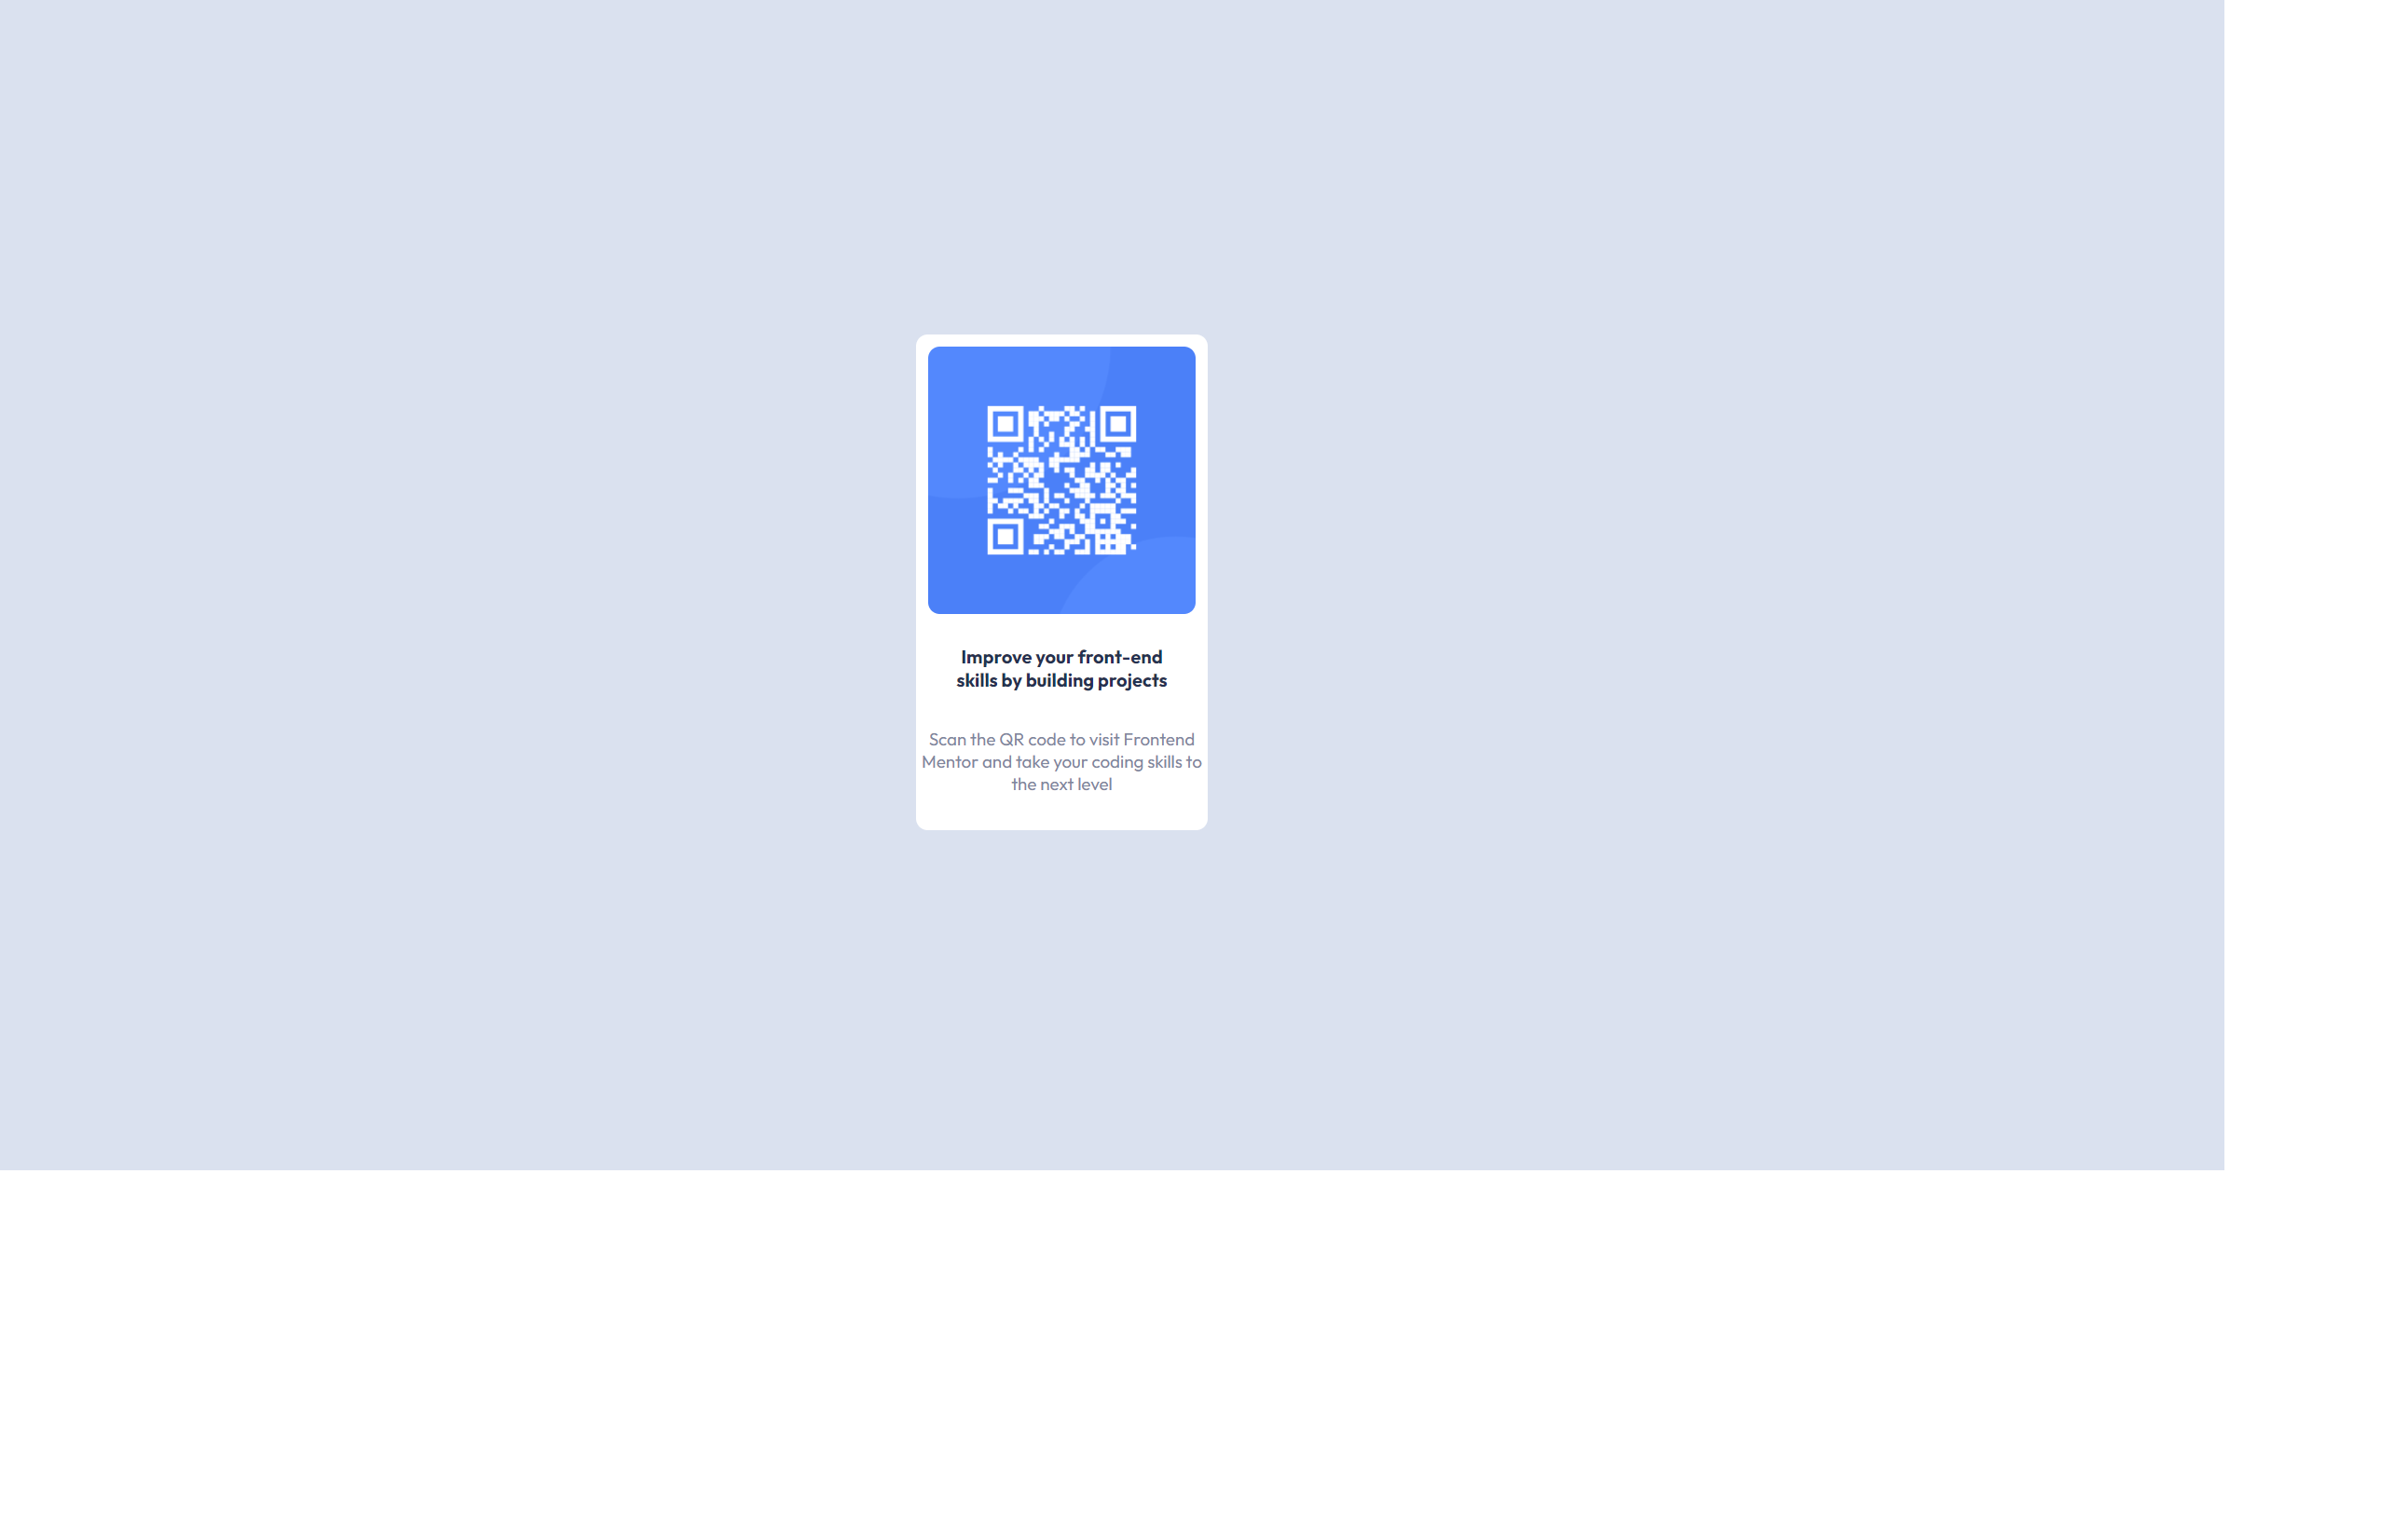 Improve your front-end
skills by building projects
Scan the QR code to visit Frontend
Mentor and take your coding skills to
the next level